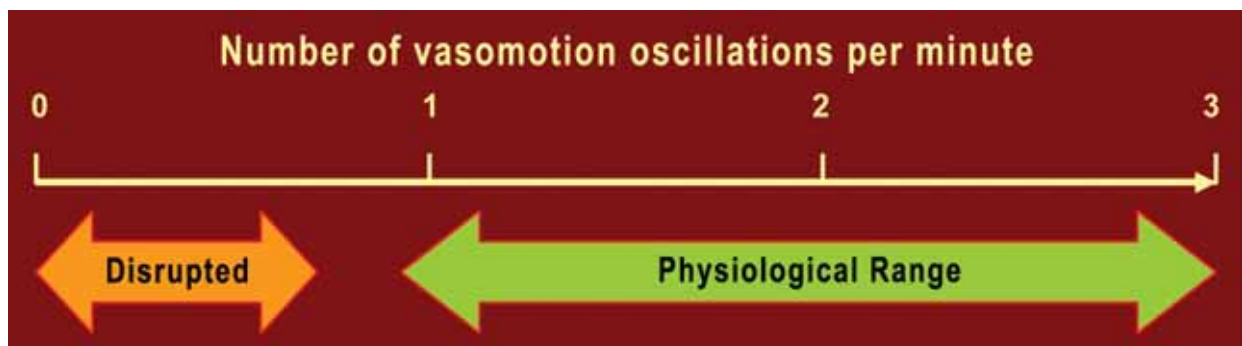 Number of vasomotion oscillations per minute
0 1 2 3
Disrupted Physiological Range